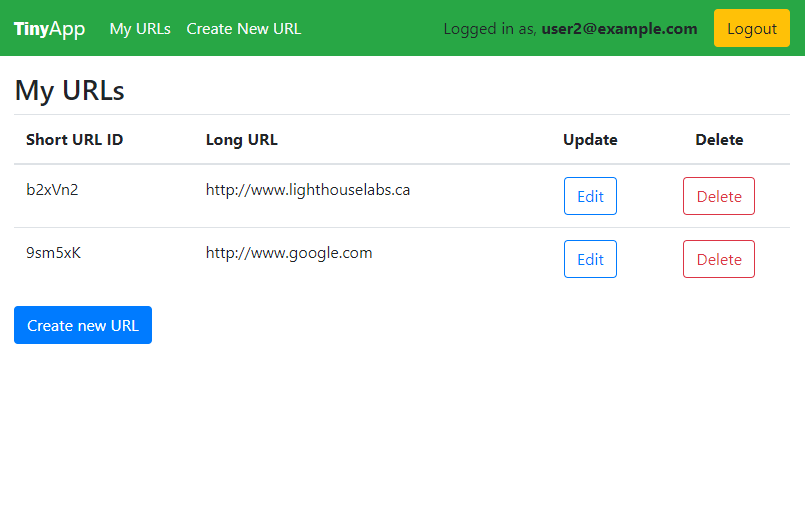 TinyApp My URLs Create New URL Logged in as, user2@example.com Logout
My URLs
Short URL ID Long URL Update Delete
b2xVn2 http://www.lighthouselabs.ca Edit Delete
9sm5xK http://www.google.com Edit Delete
Create new URL